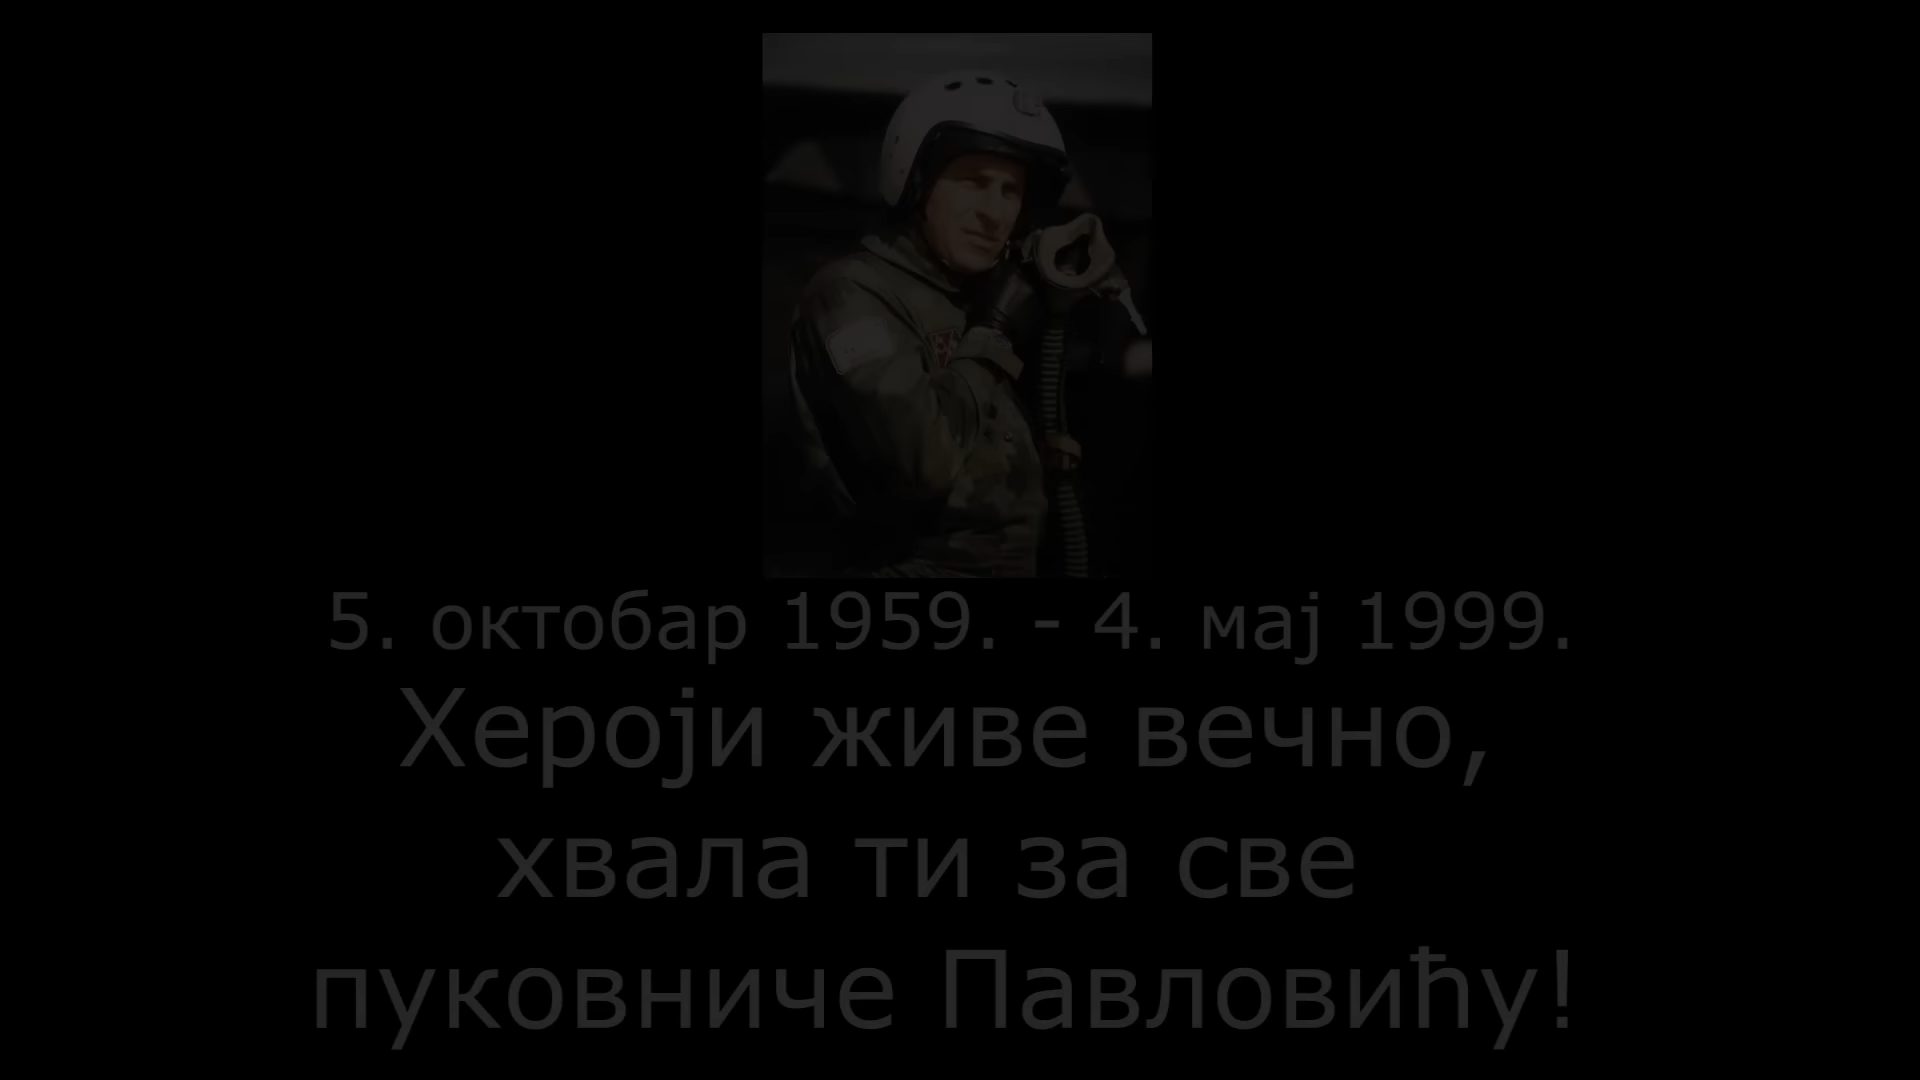 5. октобар 1959. - 4. мај 1999.
Хероји живе вечно,
хвала ти за све
пуковниче Павловићу!